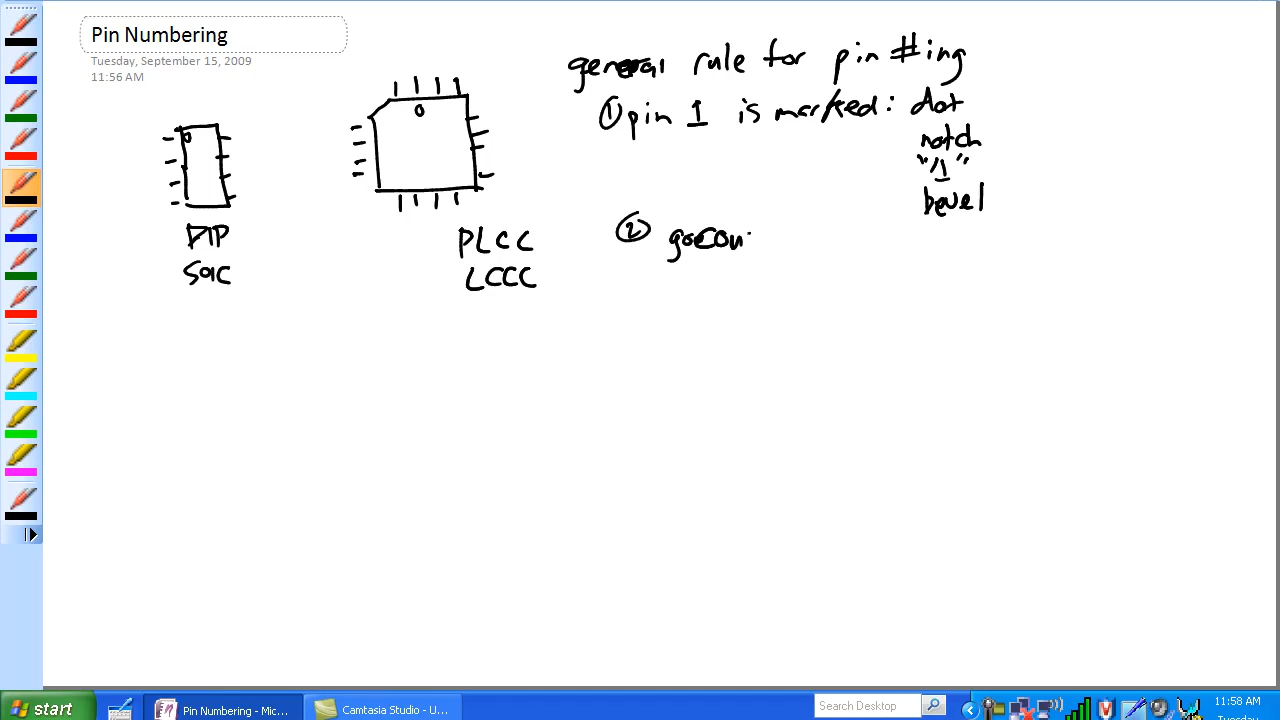 Pin Numbering
Tuesday, September 15, 2009
11:56 AM
general rule for pin #ing
① pin 1 is marked: dot
notch
"1"
bevel
DIP
SOIC
PLCC
LCCC
②
start
Pin Numbering - Mic...
Camtasia Studio - U...
Search Desktop
11:58 AM
Tuesday